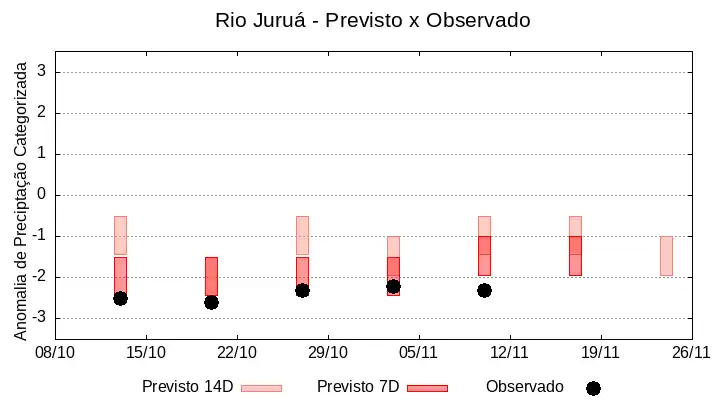 Rio Juruá - Previsto x Observado
Anomalia de Preciptação Categorizada
3
2
1
0
-1
-2
-3
08/10 15/10 22/10 29/10 05/11 12/11 19/11 26/11
Previsto 14D Previsto 7D Observado